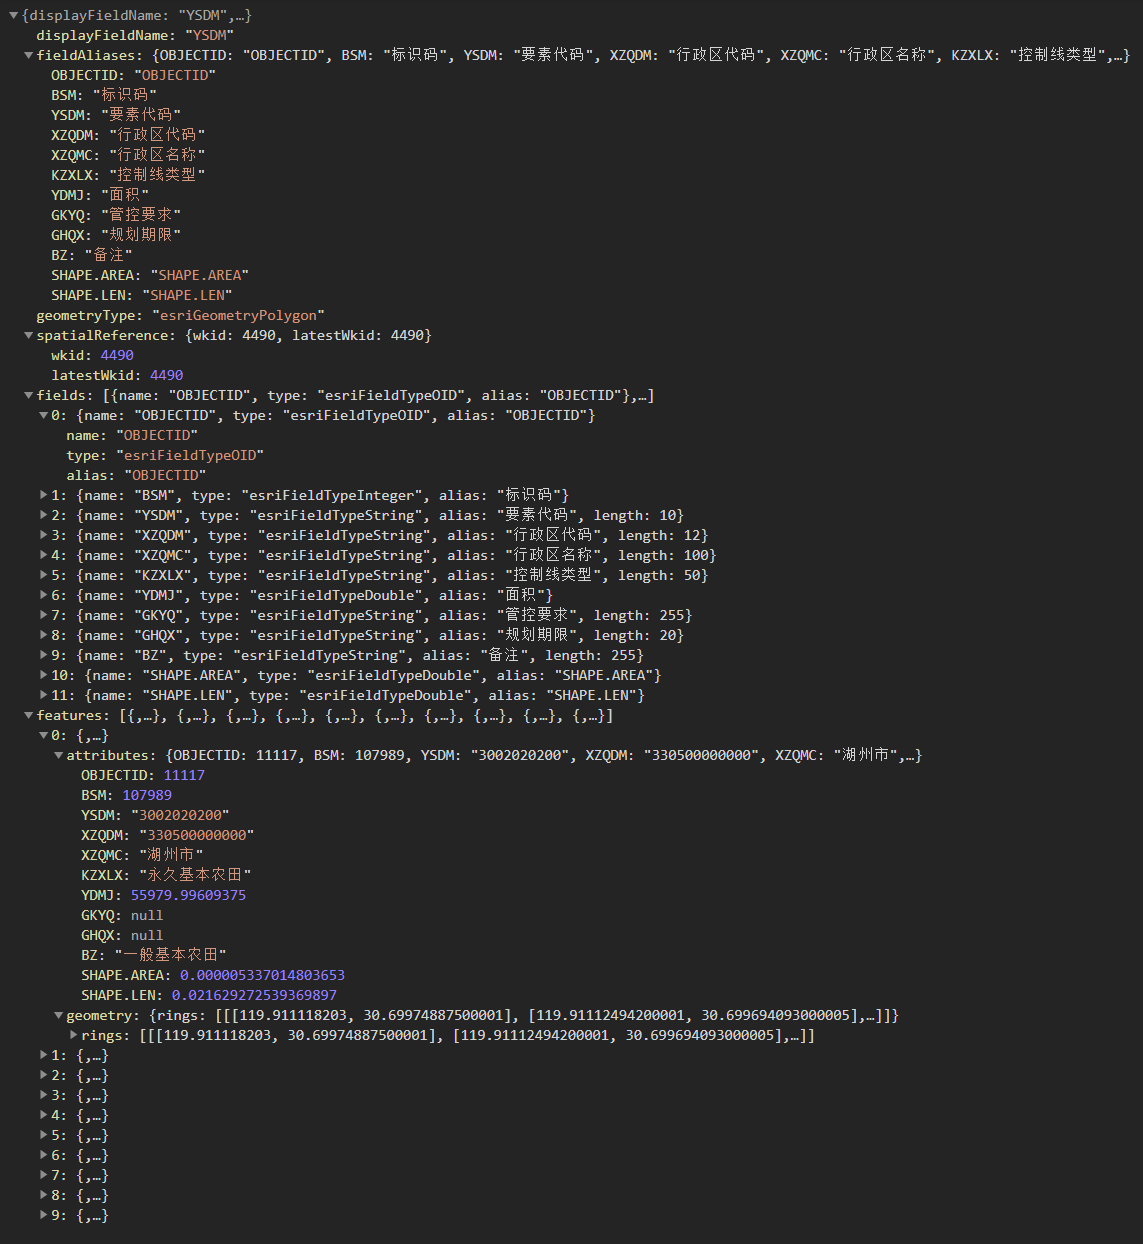 {displayFieldName: "YSDM",…}
displayFieldName: "YSDM"
fieldAliases: {OBJECTID: "OBJECTID", BSM: "标识码", YSDM: "要素代码", XZQDM: "行政区代码", XZQMC: "行政区名称", KZXLX: "控制线类型",…}
OBJECTID: "OBJECTID"
BSM: "标识码"
YSDM: "要素代码"
XZQDM: "行政区代码"
XZQMC: "行政区名称"
KZXLX: "控制线类型"
YDMJ: "面积"
GKYQ: "管控要求"
GHQX: "规划期限"
BZ: "备注"
SHAPE.AREA: "SHAPE.AREA"
SHAPE.LEN: "SHAPE.LEN"
geometryType: "esriGeometryPolygon"
spatialReference: {wkid: 4490, latestWkid: 4490}
wkid: 4490
latestWkid: 4490
fields: [{name: "OBJECTID", type: "esriFieldTypeOID", alias: "OBJECTID"},…]
0: {name: "OBJECTID", type: "esriFieldTypeOID", alias: "OBJECTID"}
name: "OBJECTID"
type: "esriFieldTypeOID"
alias: "OBJECTID"
1: {name: "BSM", type: "esriFieldTypeInteger", alias: "标识码"}
2: {name: "YSDM", type: "esriFieldTypeString", alias: "要素代码", length: 10}
3: {name: "XZQDM", type: "esriFieldTypeString", alias: "行政区代码", length: 12}
4: {name: "XZQMC", type: "esriFieldTypeString", alias: "行政区名称", length: 100}
5: {name: "KZXLX", type: "esriFieldTypeString", alias: "控制线类型", length: 50}
6: {name: "YDMJ", type: "esriFieldTypeDouble", alias: "面积"}
7: {name: "GKYQ", type: "esriFieldTypeString", alias: "管控要求", length: 255}
8: {name: "GHQX", type: "esriFieldTypeString", alias: "规划期限", length: 20}
9: {name: "BZ", type: "esriFieldTypeString", alias: "备注", length: 255}
10: {name: "SHAPE.AREA", type: "esriFieldTypeDouble", alias: "SHAPE.AREA"}
11: {name: "SHAPE.LEN", type: "esriFieldTypeDouble", alias: "SHAPE.LEN"}
features: [{,…}, {,…}, {,…}, {,…}, {,…}, {,…}, {,…}, {,…}, {,…}, {,…}]
0: {,…}
attributes: {OBJECTID: 11117, BSM: 107989, YSDM: "3002020200", XZQDM: "330500000000", XZQMC: "湖州市",…}
OBJECTID: 11117
BSM: 107989
YSDM: "3002020200"
XZQDM: "330500000000"
XZQMC: "湖州市"
KZXLX: "永久基本农田"
YDMJ: 55979.99609375
GKYQ: null
GHQX: null
BZ: "一般基本农田"
SHAPE.AREA: 0.000005337014803653
SHAPE.LEN: 0.021629272539369897
geometry: {rings: [[[119.911118203, 30.69974887500001], [119.91112494200001, 30.699694093000005],…]]}
rings: [[[119.911118203, 30.69974887500001], [119.91112494200001, 30.699694093000005],…]]
1: {,…}
2: {,…}
3: {,…}
4: {,…}
5: {,…}
6: {,…}
7: {,…}
8: {,…}
9: {,…}